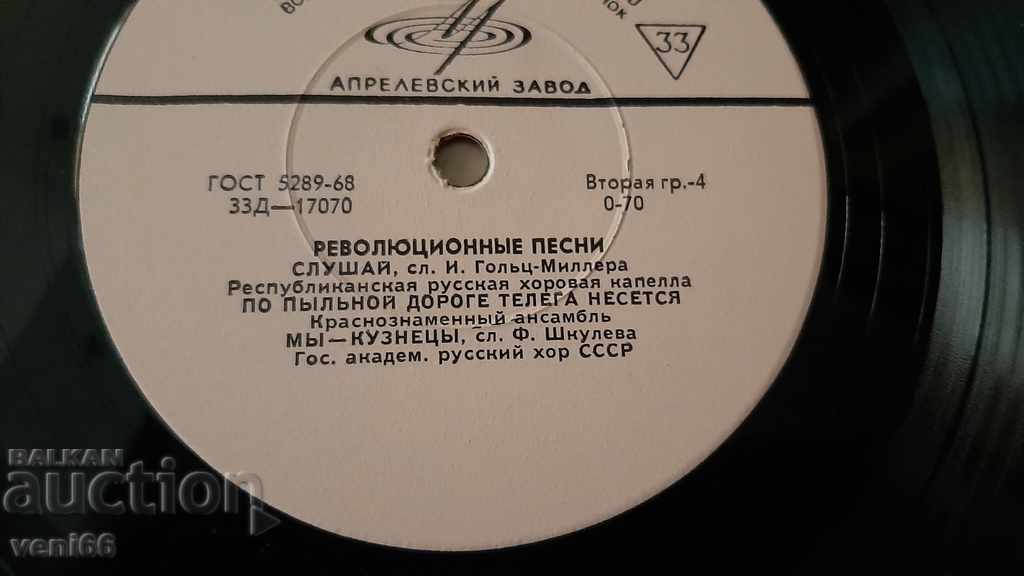 33
АПРЕЛЕВСКИЙ ЗАВОД
ГОСТ 5289-68
33Д—17070
Вторая гр.-4
0-70
РЕВОЛЮЦИОННЫЕ ПЕСНИ
СЛУШАЙ, сл. И. Гольц-Миллера
Республиканская русская хоровая капелла
ПО ПЫЛЬНОЙ ДОРОГЕ ТЕЛЕГА НЕСЕТСЯ
Краснознаменный ансамбль
МЫ—КУЗНЕЦЫ, сл. Ф. Шкулева
Гос. академ. русский хор СССР
BALKAN
auction
veni66